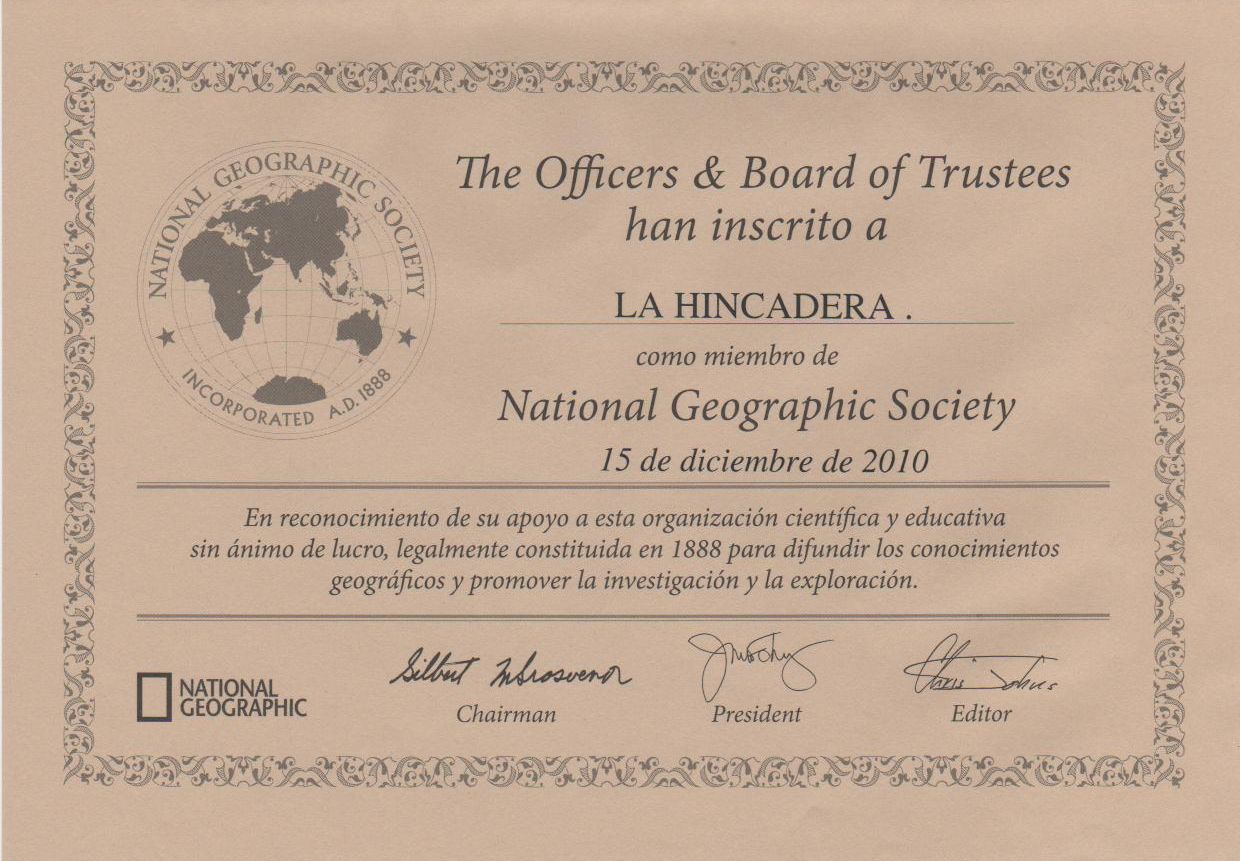 NATIONAL GEOGRAPHIC SOCIETY
INCORPORATED A.D. 1888
The Officers & Board of Trustees
han inscrito a
LA HINCADERA .
como miembro de
National Geographic Society
15 de diciembre de 2010
En reconocimiento de su apoyo a esta organización científica y educativa
sin ánimo de lucro, legalmente constituida en 1888 para difundir los conocimientos
geográficos y promover la investigación y la exploración.
NATIONAL
GEOGRAPHIC
Gilbert M Grosvenor
Chairman
President
Chris Johns
Editor